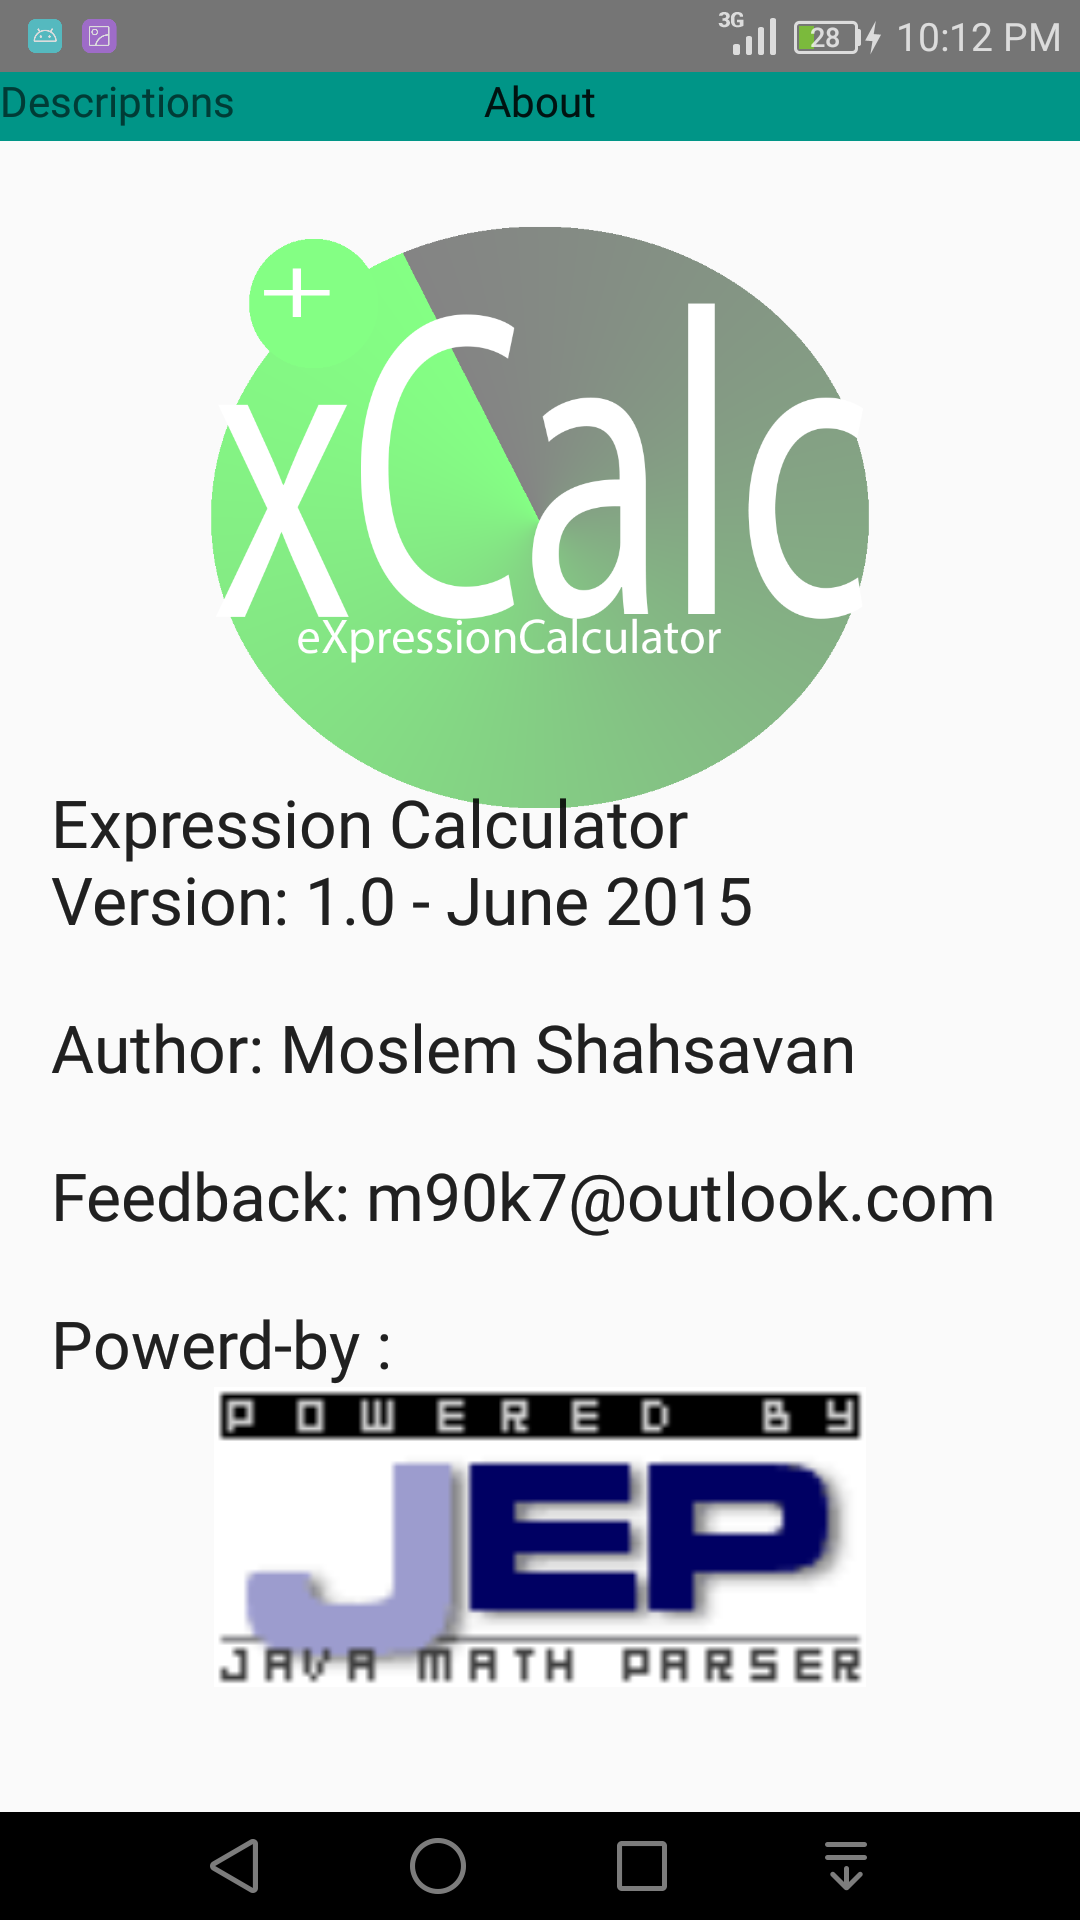 3G 28 10:12 PM
Descriptions About
+
xCalc
eXpressionCalculator
Expression Calculator
Version: 1.0 - June 2015
Author: Moslem Shahsavan
Feedback: m90k7@outlook.com
Powerd-by :
POWERED BY
JEP
JAVA MATH PARSER